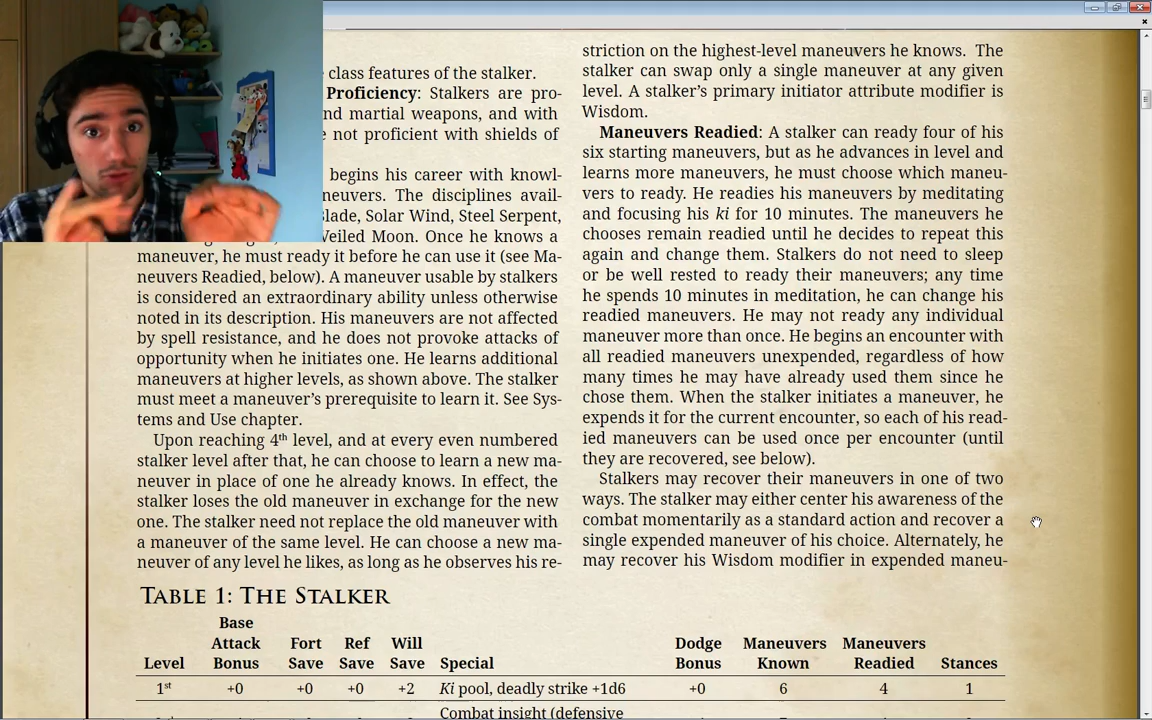 class features of the stalker.
Proficiency: Stalkers are pro-
nd martial weapons, and with
not proficient with shields of
begins his career with knowl-
neuvers. The disciplines avail-
Blade, Solar Wind, Steel Serpent,
Veiled Moon. Once he knows a
maneuver, he must ready it before he can use it (see Ma-
neuvers Readied, below). A maneuver usable by stalkers
is considered an extraordinary ability unless otherwise
noted in its description. His maneuvers are not affected
by spell resistance, and he does not provoke attacks of
opportunity when he initiates one. He learns additional
maneuvers at higher levels, as shown above. The stalker
must meet a maneuver's prerequisite to learn it. See Sys-
tems and Use chapter.
Upon reaching 4th level, and at every even numbered
stalker level after that, he can choose to learn a new ma-
neuver in place of one he already knows. In effect, the
stalker loses the old maneuver in exchange for the new
one. The stalker need not replace the old maneuver with
a maneuver of the same level. He can choose a new ma-
neuver of any level he likes, as long as he observes his re-
striction on the highest-level maneuvers he knows. The
stalker can swap only a single maneuver at any given
level. A stalker's primary initiator attribute modifier is
Wisdom.
Maneuvers Readied: A stalker can ready four of his
six starting maneuvers, but as he advances in level and
learns more maneuvers, he must choose which maneu-
vers to ready. He readies his maneuvers by meditating
and focusing his ki for 10 minutes. The maneuvers he
chooses remain readied until he decides to repeat this
again and change them. Stalkers do not need to sleep
or be well rested to ready their maneuvers; any time
he spends 10 minutes in meditation, he can change his
readied maneuvers. He may not ready any individual
maneuver more than once. He begins an encounter with
all readied maneuvers unexpended, regardless of how
many times he may have already used them since he
chose them. When the stalker initiates a maneuver, he
expends it for the current encounter, so each of his read-
ied maneuvers can be used once per encounter (until
they are recovered, see below).
Stalkers may recover their maneuvers in one of two
ways. The stalker may either center his awareness of the
combat momentarily as a standard action and recover a
single expended maneuver of his choice. Alternately, he
may recover his Wisdom modifier in expended maneu-
Table 1: The Stalker
Base
Attack Fort Ref Will Dodge Maneuvers Maneuvers
Level Bonus Save Save Save Special Bonus Known Readied Stances
1st +0 +0 +0 +2 Ki pool, deadly strike +1d6 +0 6 4 1
Combat insight (defensive